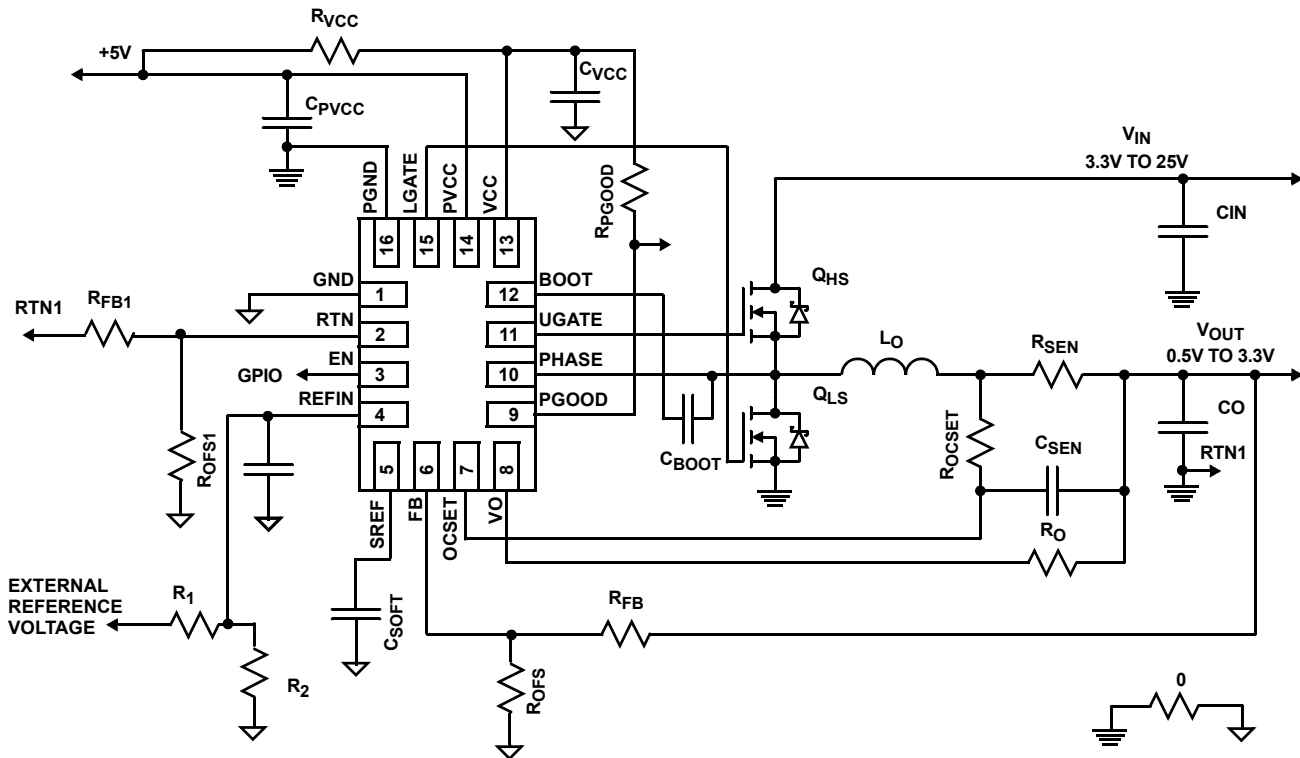 RVCC
+5V
CVCC
CPVCC
PGND
LGATE
PVCC
VCC
RPGOOD
VIN
3.3V TO 25V
CIN
16
15
14
13
GND
1
BOOT
12
QHS
RTN1
RFB1
RTN
2
UGATE
11
LO
RSEN
VOUT
0.5V TO 3.3V
EN
3
GPIO
PHASE
10
QLS
REFIN
4
PGOOD
9
CO
RTN1
ROFS1
CBOOT
ROCSET
CSEN
5
6
7
8
SREF
FB
OCSET
VO
RO
EXTERNAL
REFERENCE
VOLTAGE
R1
CSOFT
RFB
R2
ROFS
0